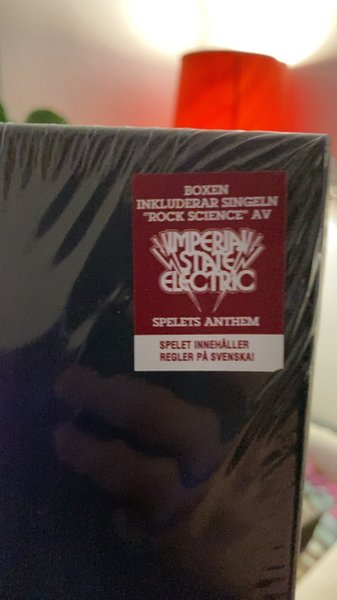 BOXEN
INKLUDERAR SINGELN
"ROCK SCIENCE" AV
IMPERIAL
STATE
ELECTRIC
SPELETS ANTHEM
SPELET INNEHÅLLER
REGLER PÅ SVENSKA!